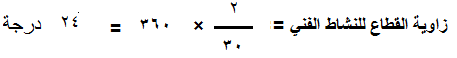 زاوية القطاع للنشاط الفني = ٢ / ٣٠ × ٣٦٠ = ٢٤ درجة